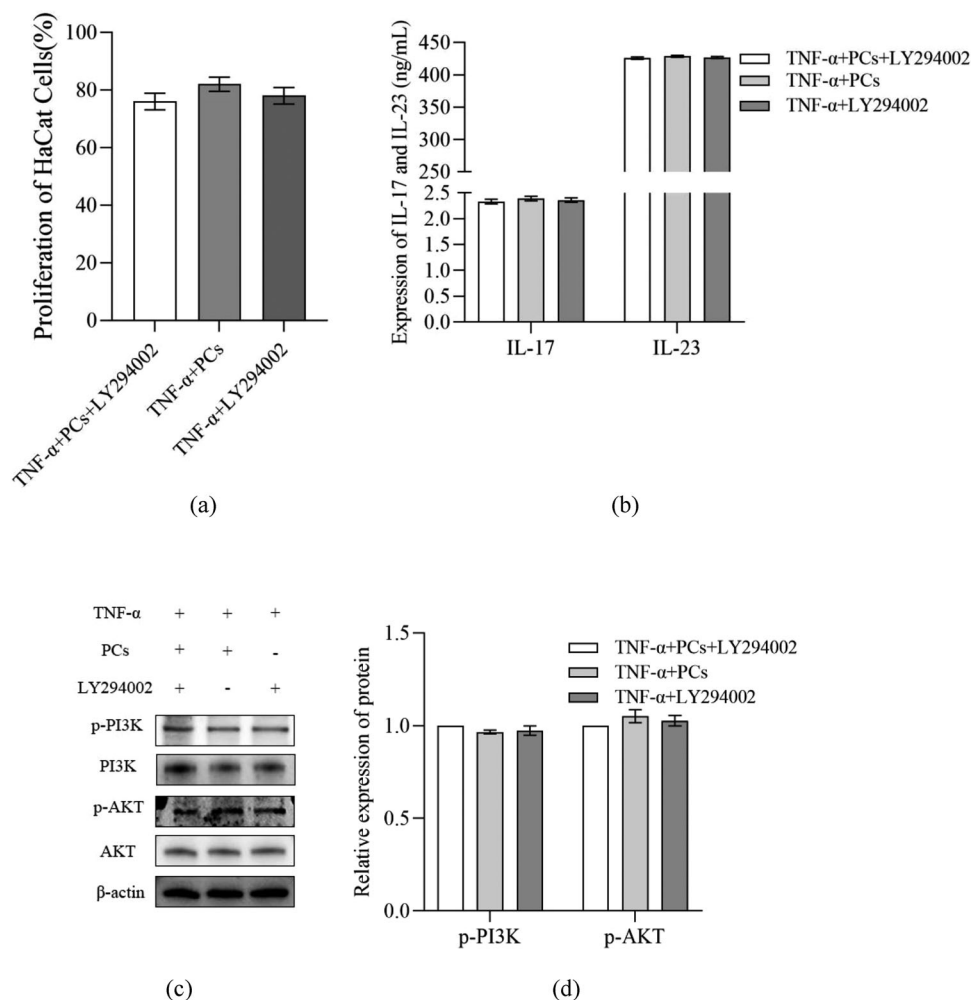 Proliferation of HaCat Cells(%)
100
80
60
40
20
0
TNF-α+PCs+LY294002
TNF-α+PCs
TNF-α+LY294002
(a)
Expression of IL-17 and IL-23 (ng/mL)
450
400
350
300
250
2.5
2.0
1.5
1.0
0.5
0.0
IL-17 IL-23
TNF-α+PCs+LY294002
TNF-α+PCs
TNF-α+LY294002
(b)
TNF-α + + +
PCs + + -
LY294002 + - +
p-PI3K
PI3K
p-AKT
AKT
β-actin
(c)
Relative expression of protein
1.5
1.0
0.5
0.0
p-PI3K p-AKT
TNF-α+PCs+LY294002
TNF-α+PCs
TNF-α+LY294002
(d)